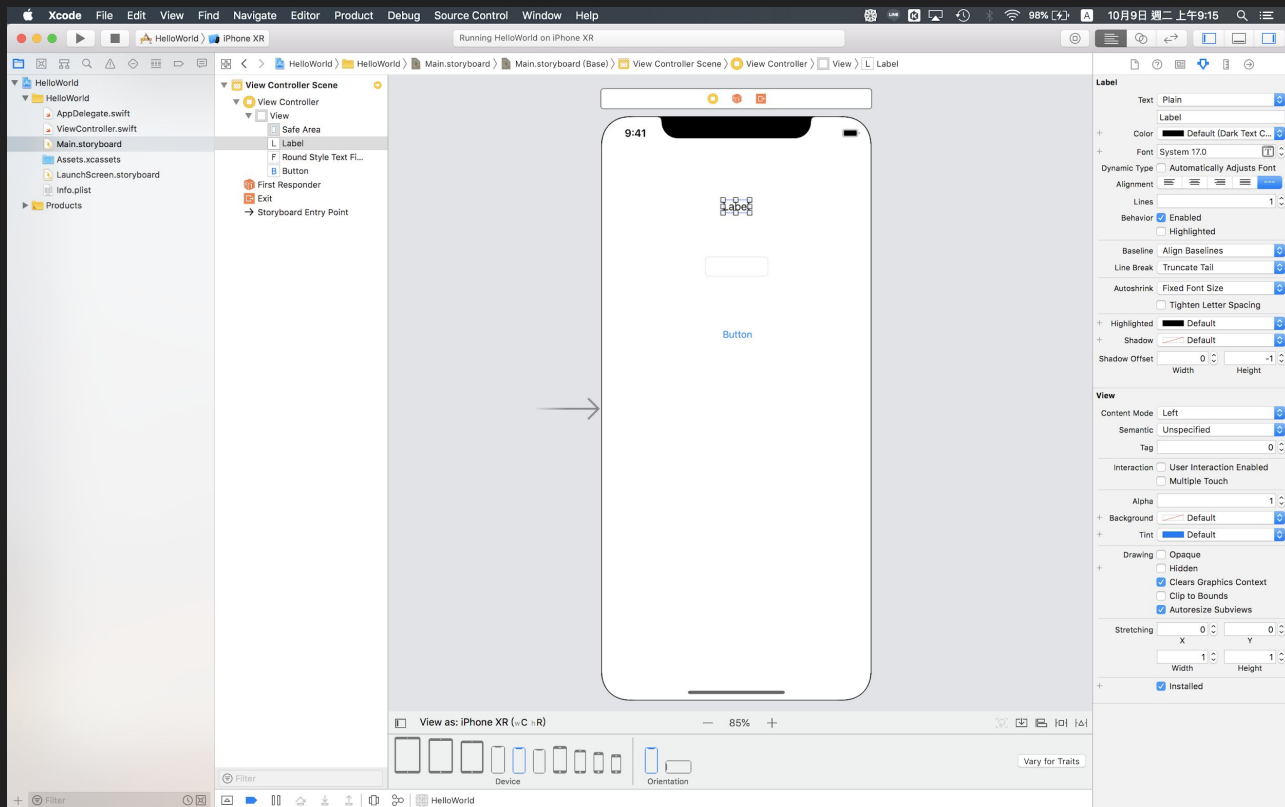 Xcode File Edit View Find Navigate Editor Product Debug Source Control Window Help 98% A 10月9日 週二 上午9:15
HelloWorld iPhone XR Running HelloWorld on iPhone XR
HelloWorld HelloWorld Main.storyboard Main.storyboard (Base) View Controller Scene View Controller View L Label
HelloWorld
HelloWorld
AppDelegate.swift
ViewController.swift
Main.storyboard
Assets.xcassets
LaunchScreen.storyboard
Info.plist
Products
View Controller Scene
View Controller
View
Safe Area
L Label
F Round Style Text Fi...
B Button
First Responder
Exit
Storyboard Entry Point
9:41
Label
Button
Label
Text Plain
Label
Color Default (Dark Text C...
Font System 17.0
Dynamic Type Automatically Adjusts Font
Alignment
Lines 1
Behavior Enabled
Highlighted
Baseline Align Baselines
Line Break Truncate Tail
Autoshrink Fixed Font Size
Tighten Letter Spacing
Highlighted Default
Shadow Default
Shadow Offset 0 -1
Width Height
View
Content Mode Left
Semantic Unspecified
Tag 0
Interaction User Interaction Enabled
Multiple Touch
Alpha 1
Background Default
Tint Default
Drawing Opaque
Hidden
Clears Graphics Context
Clip to Bounds
Autoresize Subviews
Stretching 0 0
X Y
1 1
Width Height
Installed
View as: iPhone XR (wC hR) 85%
Device Orientation
Vary for Traits
Filter
Filter
HelloWorld